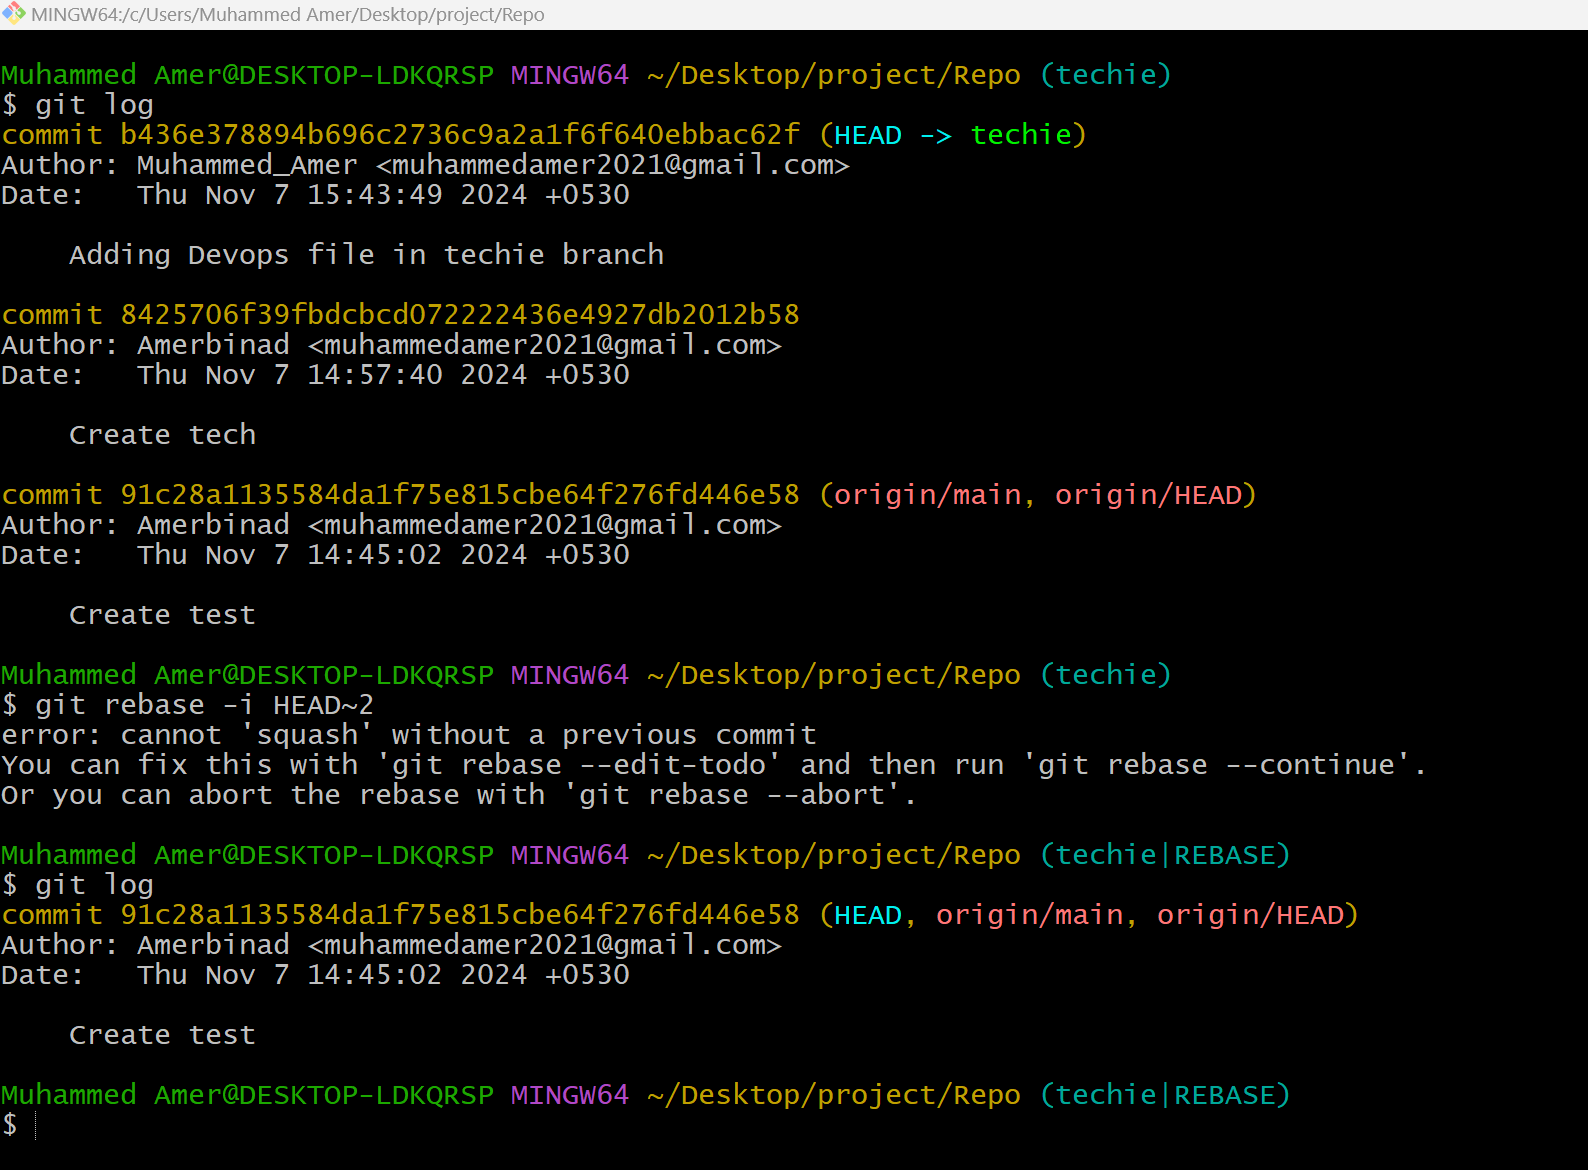 MINGW64:/c/Users/Muhammed Amer/Desktop/project/Repo
Muhammed Amer@DESKTOP-LDKQRSP MINGW64 ~/Desktop/project/Repo (techie)
$ git log
commit b436e378894b696c2736c9a2a1f6f640ebbac62f (HEAD -> techie)
Author: Muhammed_Amer <muhammedamer2021@gmail.com>
Date:   Thu Nov 7 15:43:49 2024 +0530
    Adding Devops file in techie branch
commit 8425706f39fbdcbcd072222436e4927db2012b58
Author: Amerbinad <muhammedamer2021@gmail.com>
Date:   Thu Nov 7 14:57:40 2024 +0530
    Create tech
commit 91c28a1135584da1f75e815cbe64f276fd446e58 (origin/main, origin/HEAD)
Author: Amerbinad <muhammedamer2021@gmail.com>
Date:   Thu Nov 7 14:45:02 2024 +0530
    Create test
Muhammed Amer@DESKTOP-LDKQRSP MINGW64 ~/Desktop/project/Repo (techie)
$ git rebase -i HEAD~2
error: cannot 'squash' without a previous commit
You can fix this with 'git rebase --edit-todo' and then run 'git rebase --continue'.
Or you can abort the rebase with 'git rebase --abort'.
Muhammed Amer@DESKTOP-LDKQRSP MINGW64 ~/Desktop/project/Repo (techie|REBASE)
$ git log
commit 91c28a1135584da1f75e815cbe64f276fd446e58 (HEAD, origin/main, origin/HEAD)
Author: Amerbinad <muhammedamer2021@gmail.com>
Date:   Thu Nov 7 14:45:02 2024 +0530
    Create test
Muhammed Amer@DESKTOP-LDKQRSP MINGW64 ~/Desktop/project/Repo (techie|REBASE)
$